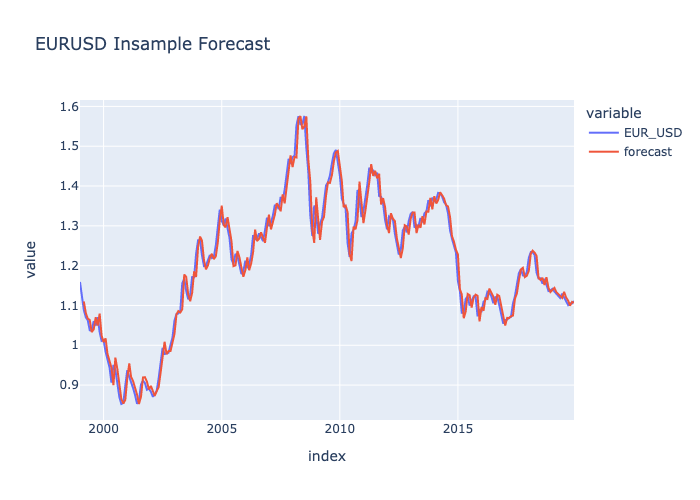 EURUSD Insample Forecast
variable
EUR_USD
forecast
value
1.6
1.5
1.4
1.3
1.2
1.1
1
0.9
2000
2005
2010
2015
index